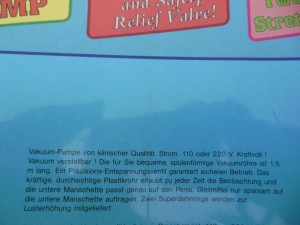 MP
and Safety
Relief Valve!
Stre
Vakuum-Pumpe von klinischer Qualität. Strom: 110 oder 220 V. Kraftvoll !
Vakuum verstellbar ! Die für Sie bequeme, spulenförmige Vakuumröhre ist 1,5
m lang. Ein Präzisions-Entspannungsventil garantiert sicheren Betrieb. Das
kräftige, durchsichtige Plastikrohr erlaubt zu jeder Zeit die Beobachtung und
die untere Manschette passt genau auf den Penis. Gleitmittel nur sparsam auf
die untere Manschette auftragen. Zwei Superdehnringe werden zur
Lusterhöhung mitgeliefert.